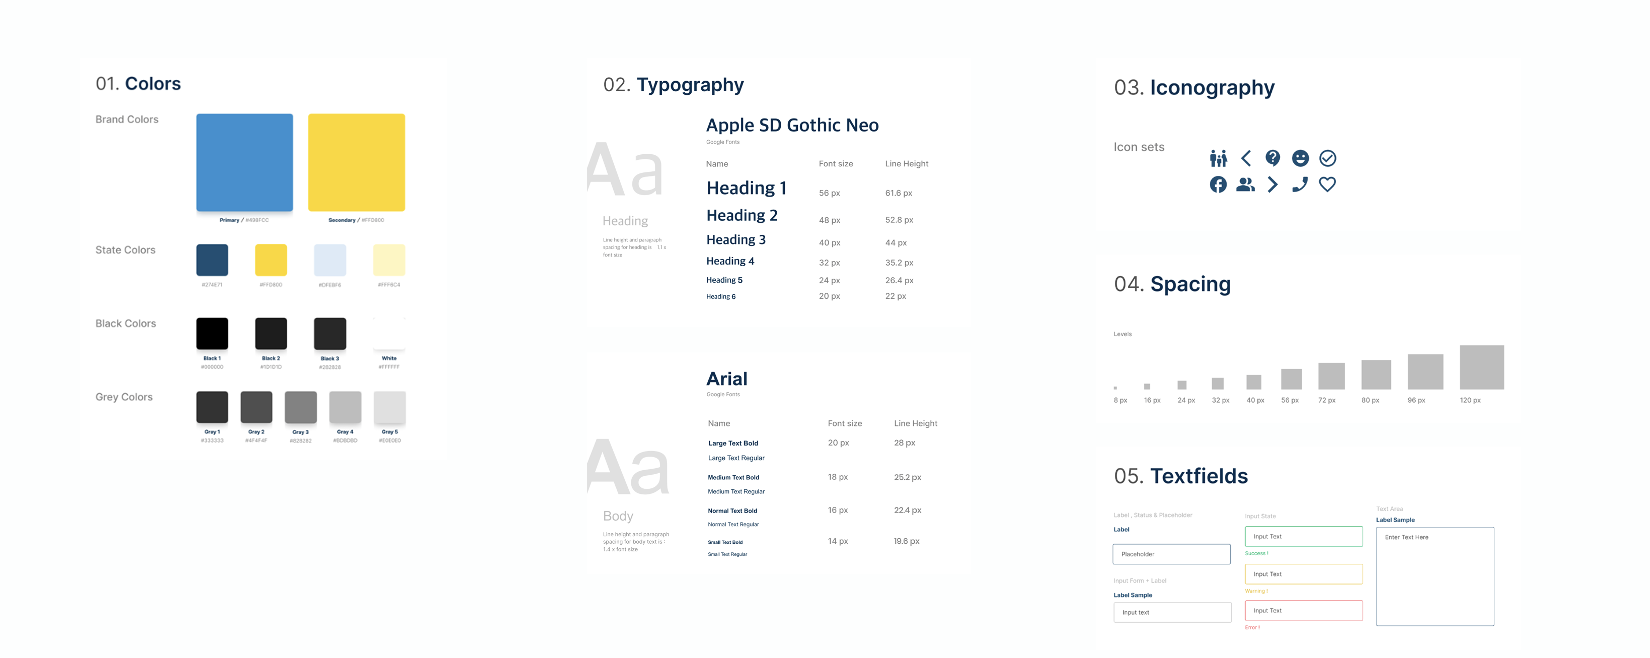 01. Colors
Brand Colors
Primary /
Secondary /
State Colors
#274B71
Black Colors
Black 1
Black 2
Black 3
White
#000000
#1D1D1D
#282828
#FFFFFF
Grey Colors
Gray 1
Gray 2
Gray 3
Gray 4
Gray 5
#333333
#4F4F4F
#828282
#BDBDBD
#E0E0E0
02. Typography
Apple SD Gothic Neo
Google Fonts
Aa
Heading
Line height and paragraph
spacing for heading is 1.1 x
font size.
Name Font size Line Height
Heading 1 56 px 61.6 px
Heading 2 48 px 52.8 px
Heading 3 40 px 44 px
Heading 4 32 px 35.2 px
Heading 5 24 px 26.4 px
Heading 6 20 px 22 px
Arial
Google Fonts
Aa
Body
Line height and paragraph
spacing for body text is
1.4 x font size.
Name Font size Line Height
Large Text Bold 20 px 28 px
Large Text Regular
Medium Text Bold 18 px 25.2 px
Medium Text Regular
Normal Text Bold 16 px 22.4 px
Normal Text Regular
Small Text Bold 14 px 19.6 px
Small Text Regular
03. Iconography
Icon sets
04. Spacing
Levels
8 px 16 px 24 px 32 px 40 px 56 px 72 px 80 px 96 px 120 px
05. Textfields
Label , Status & Placeholder
Label
Placeholder
Input Form + Label
Label Sample
Input text
Input State
Input Text
Success !
Input Text
Warning !
Input Text
Error !
Text Area
Label Sample
Enter Text Here